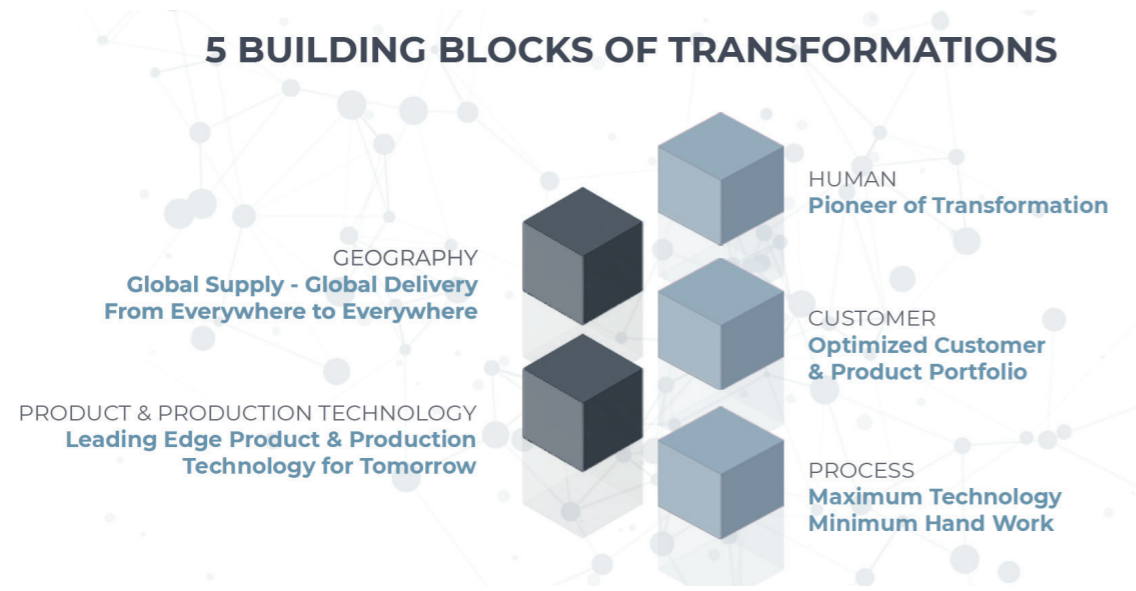 5 BUILDING BLOCKS OF TRANSFORMATIONS
HUMAN
Pioneer of Transformation
GEOGRAPHY
Global Supply - Global Delivery
From Everywhere to Everywhere
CUSTOMER
Optimized Customer
& Product Portfolio
PRODUCT & PRODUCTION TECHNOLOGY
Leading Edge Product & Production
Technology for Tomorrow
PROCESS
Maximum Technology
Minimum Hand Work